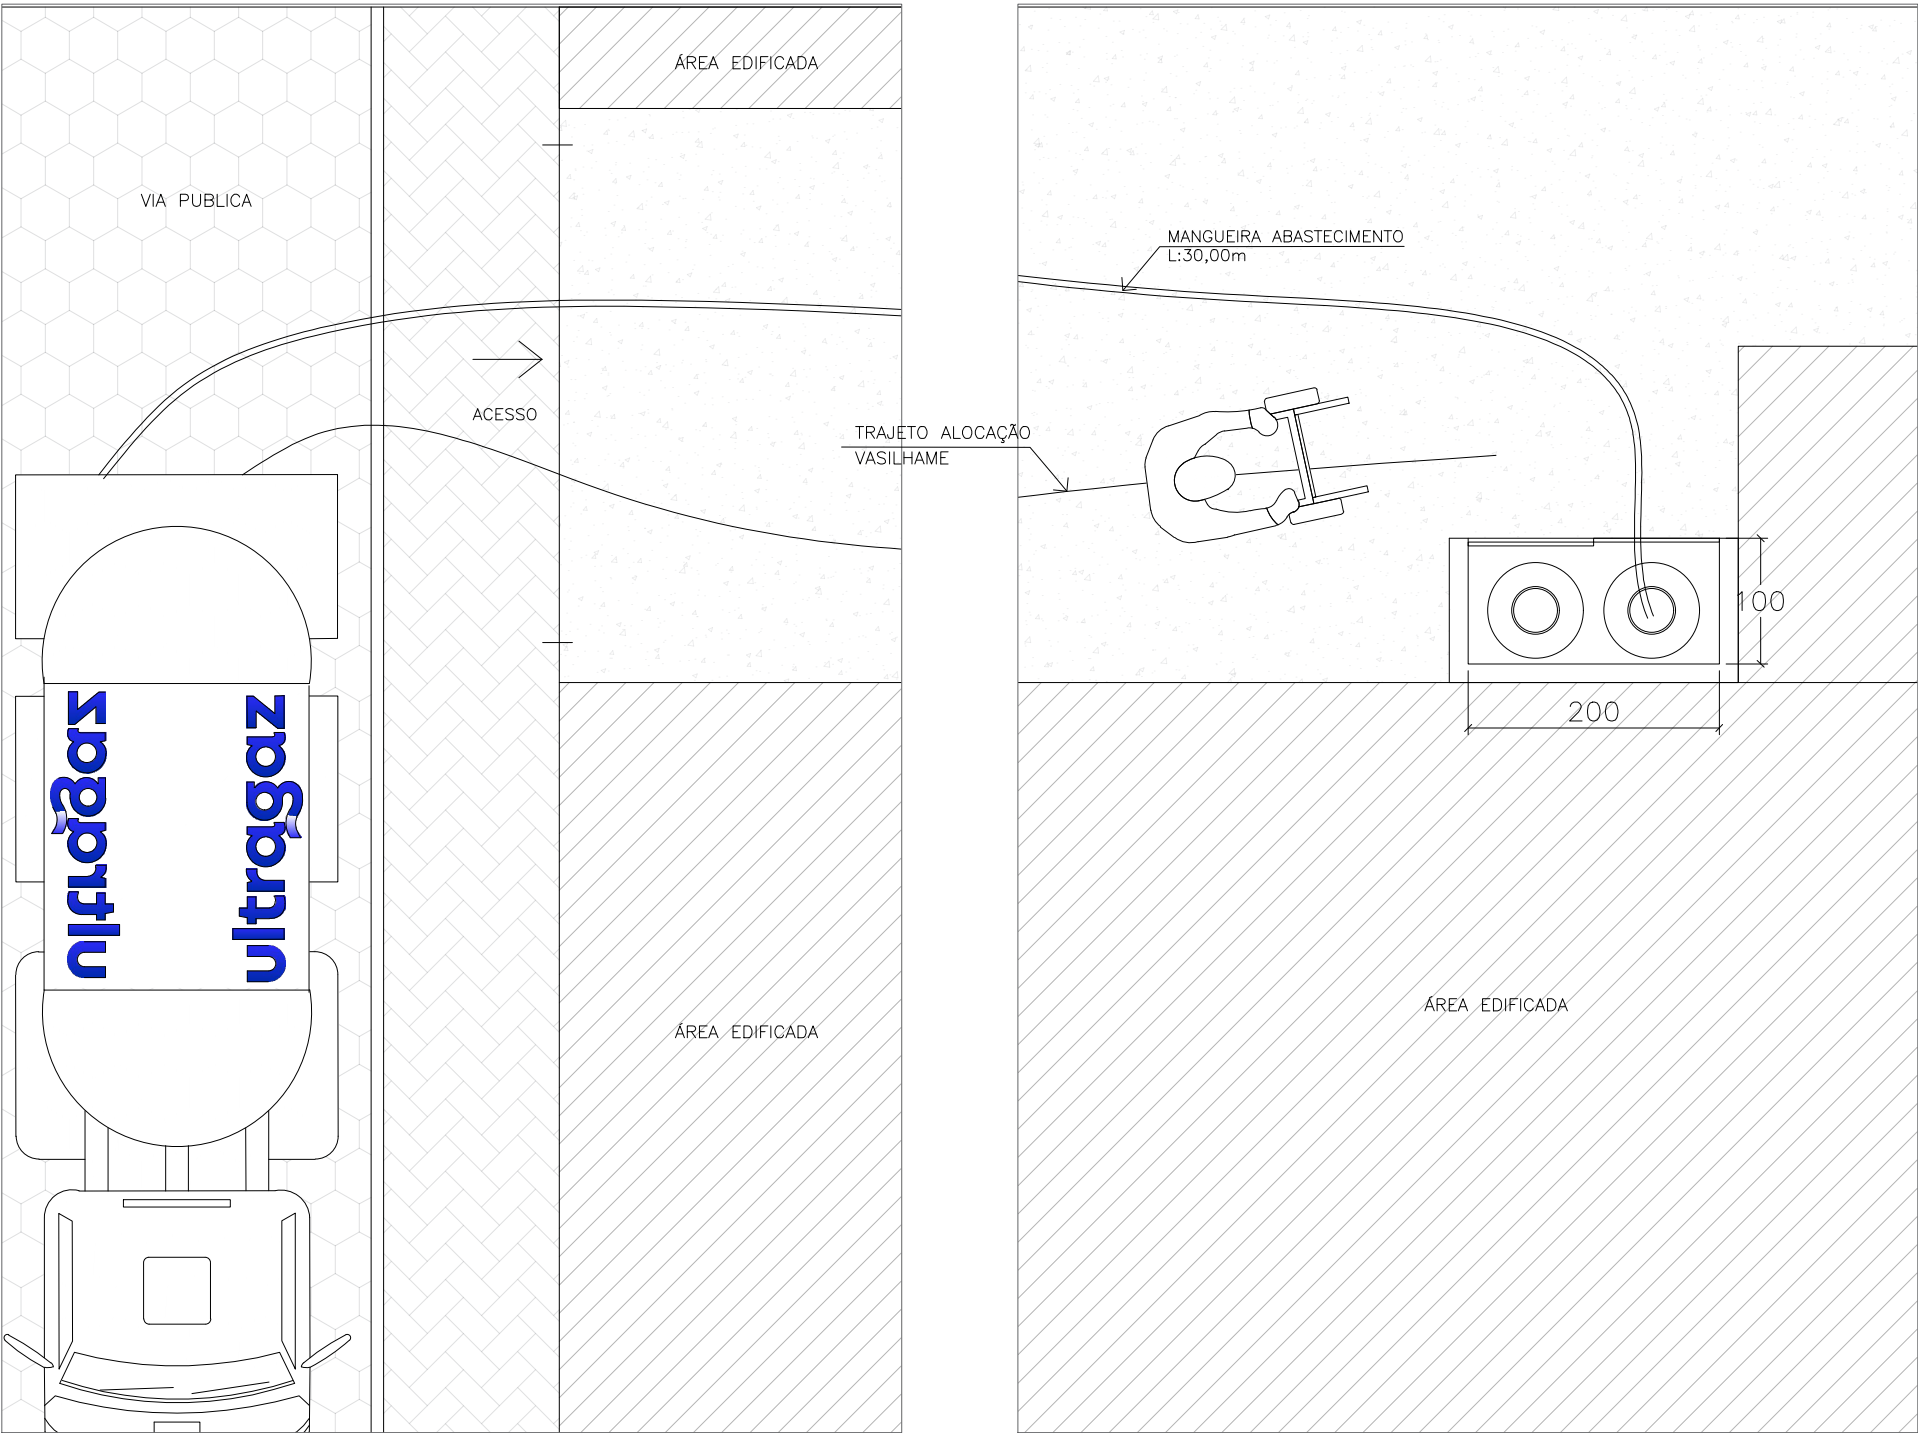 ÁREA EDIFICADA
VIA PUBLICA
MANGUEIRA ABASTECIMENTO
L:30,00m
ACESSO
TRAJETO ALOCAÇÃO
VASILHAME
100
200
ultragaz
ultragaz
ÁREA EDIFICADA
ÁREA EDIFICADA